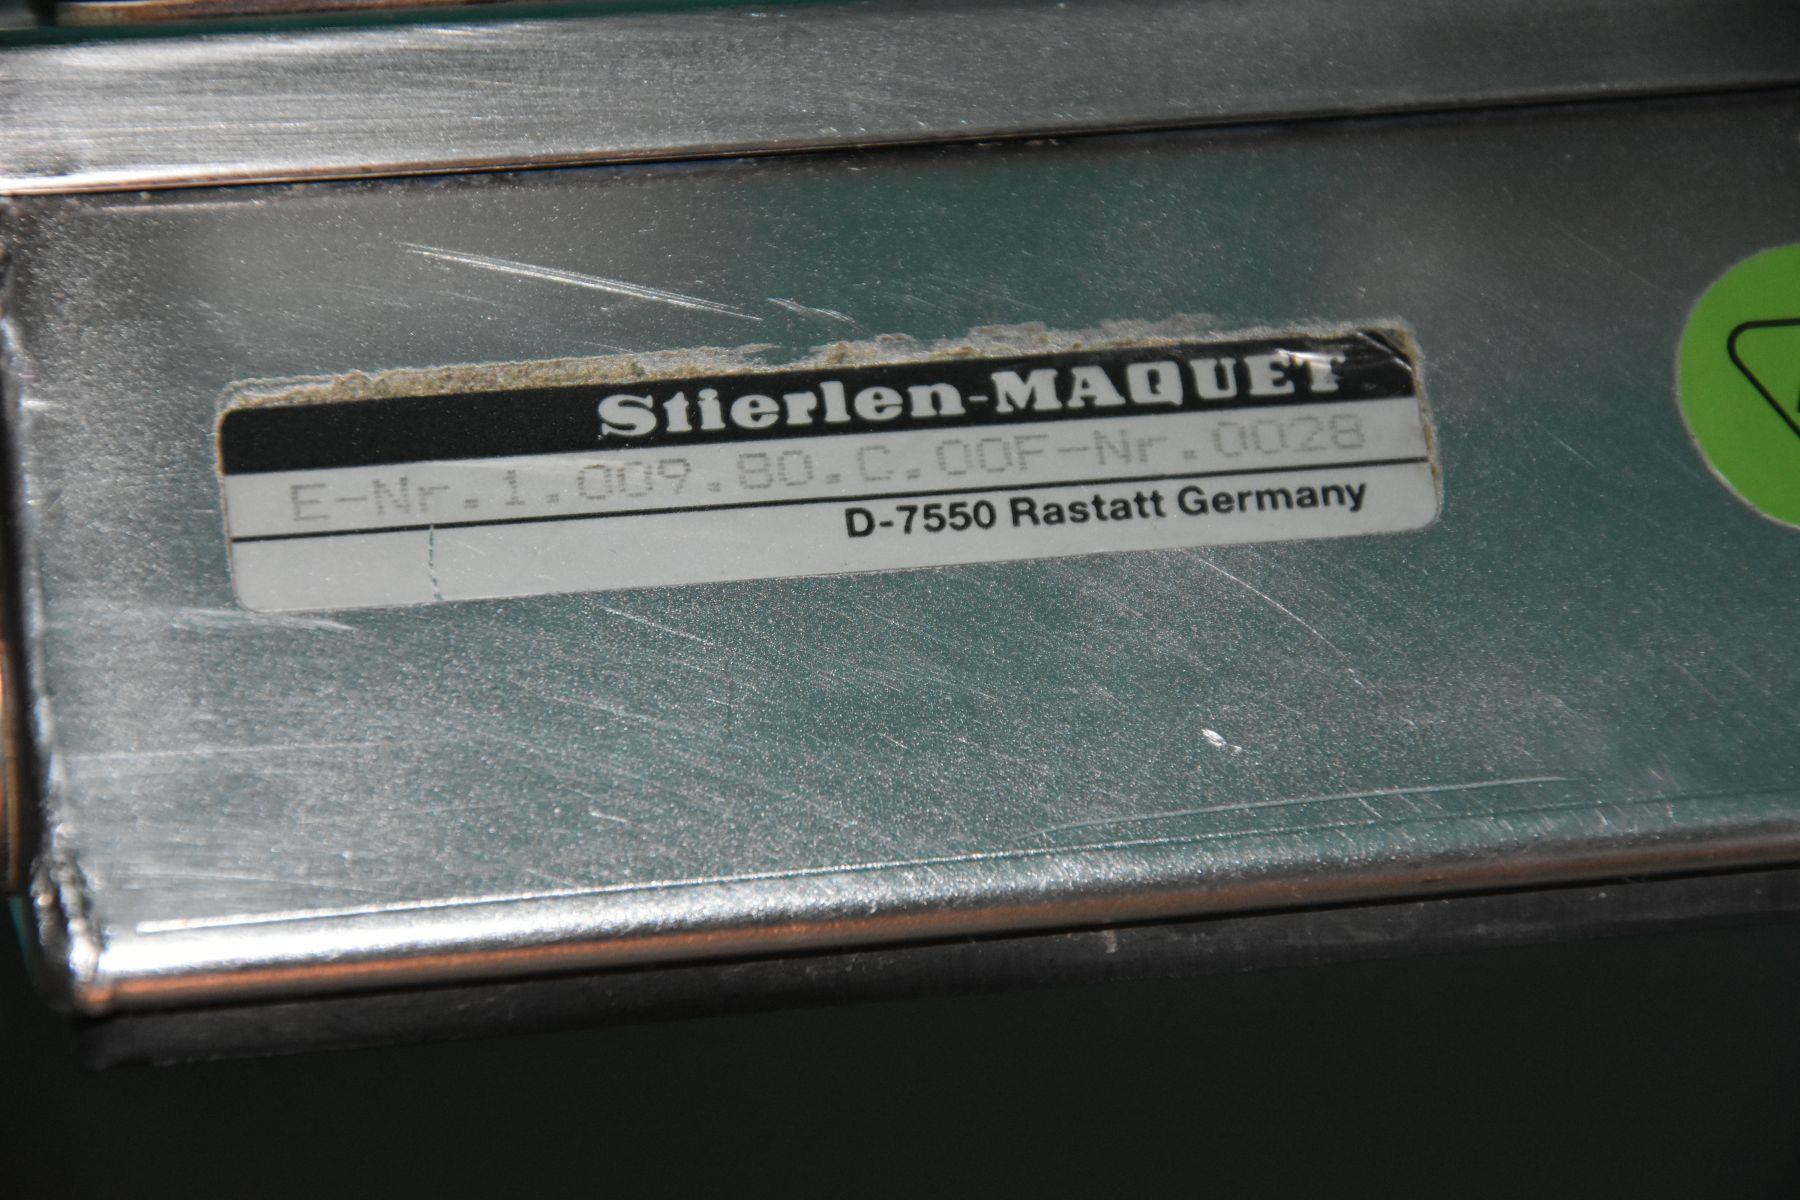 Stierlen-MAQUET
E-Nr.1.009.80.C.00F-Nr.0028
D-7550 Rastatt Germany